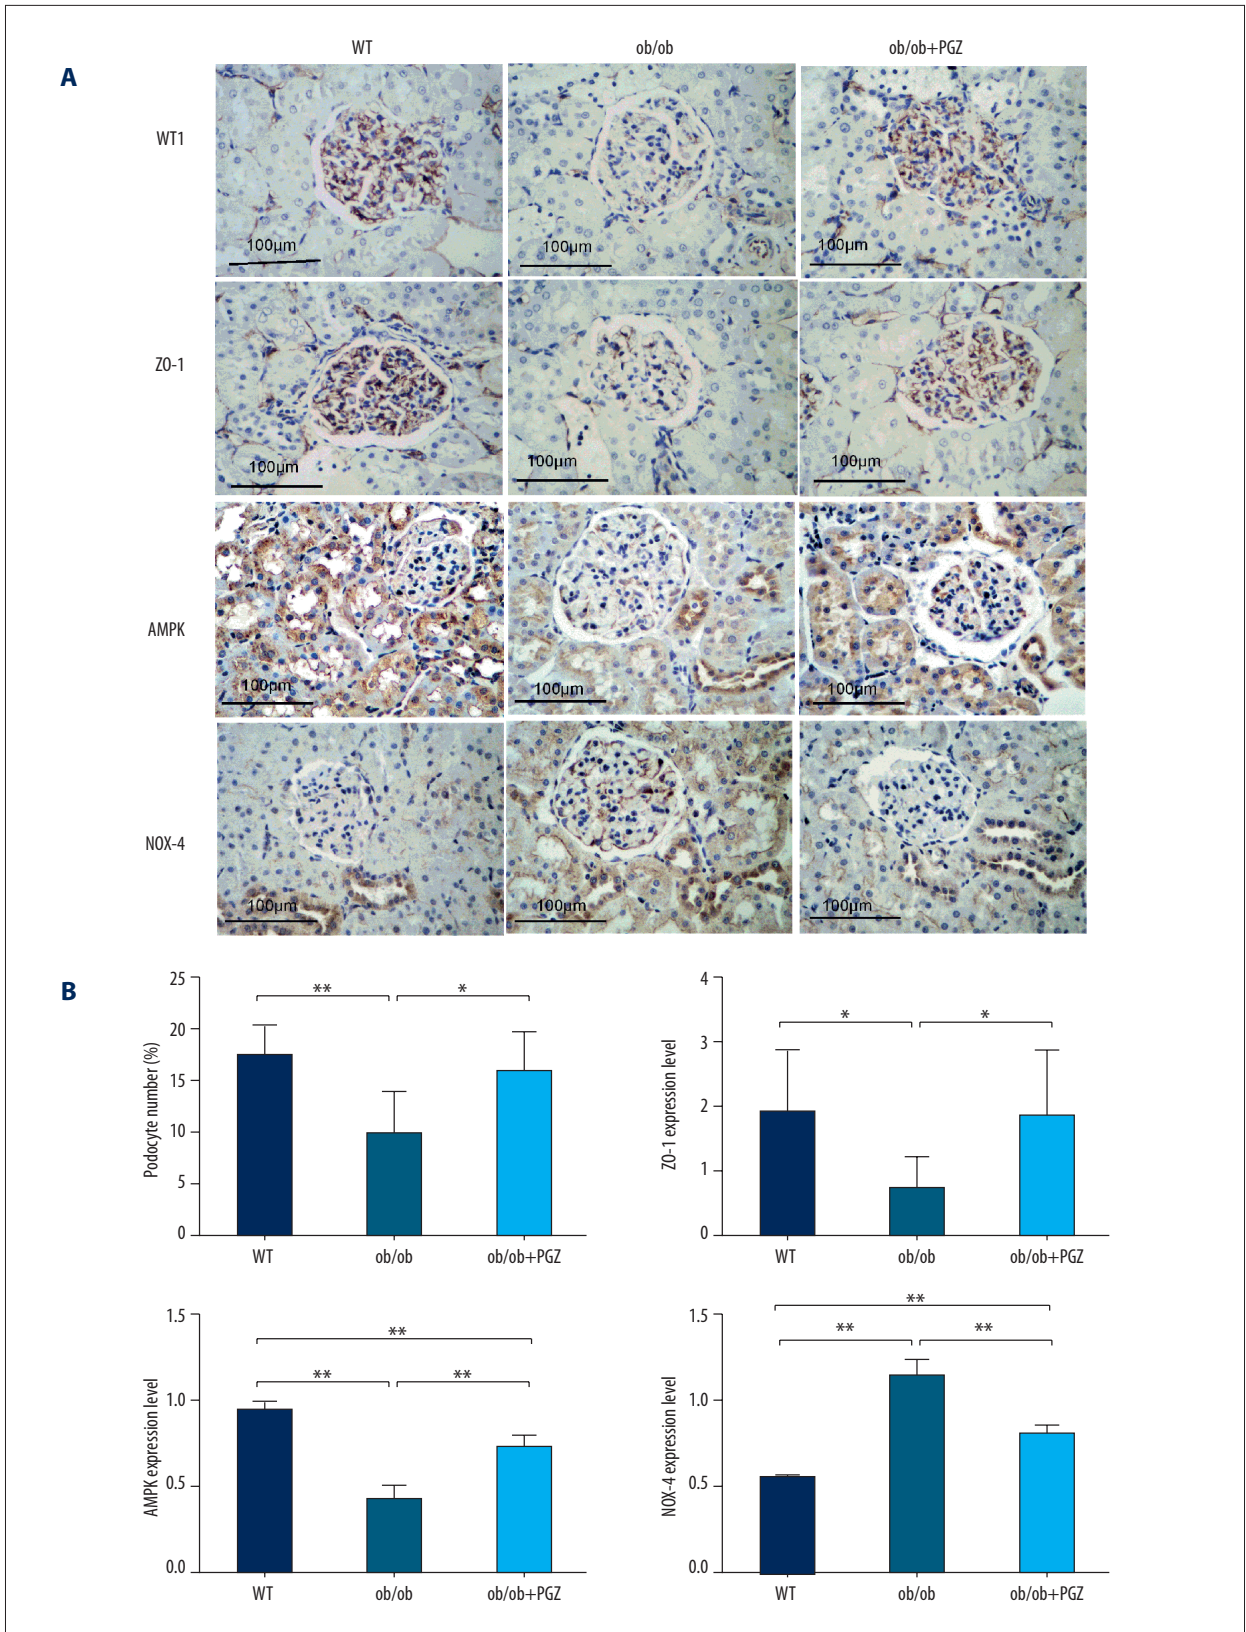 WT ob/ob ob/ob+PGZ
A
WT1
100µm 100µm 100µm
ZO-1
100µm 100µm 100µm
AMPK
100µm 100µm 100µm
NOX-4
100µm 100µm 100µm
B
25
20
15
10
5
0
Podocyte number (%)
** *
WT ob/ob ob/ob+PGZ
4
3
2
1
0
ZO-1 expression level
* *
WT ob/ob ob/ob+PGZ
1.5
1.0
0.5
0.0
AMPK expression level
**
** **
WT ob/ob ob/ob+PGZ
1.5
1.0
0.5
0.0
NOX-4 expression level
**
** **
WT ob/ob ob/ob+PGZ